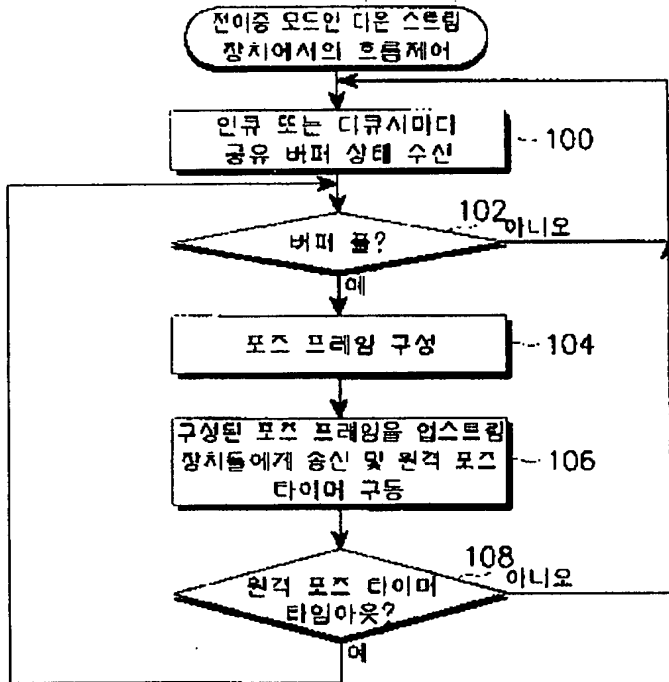 전이중 모드인 다운 스트림
장치에서의 흐름제어
인큐 또는 디큐시마다
공유 버퍼 상태 수신
100
102
버퍼 풀?
아니오
예
포즈 프레임 구성
104
구성된 포즈 프레임을 업스트림
장치들에게 송신 및 원격 포즈
타이머 구동
106
108
원격 포즈 타이머
타임아웃?
아니오
예